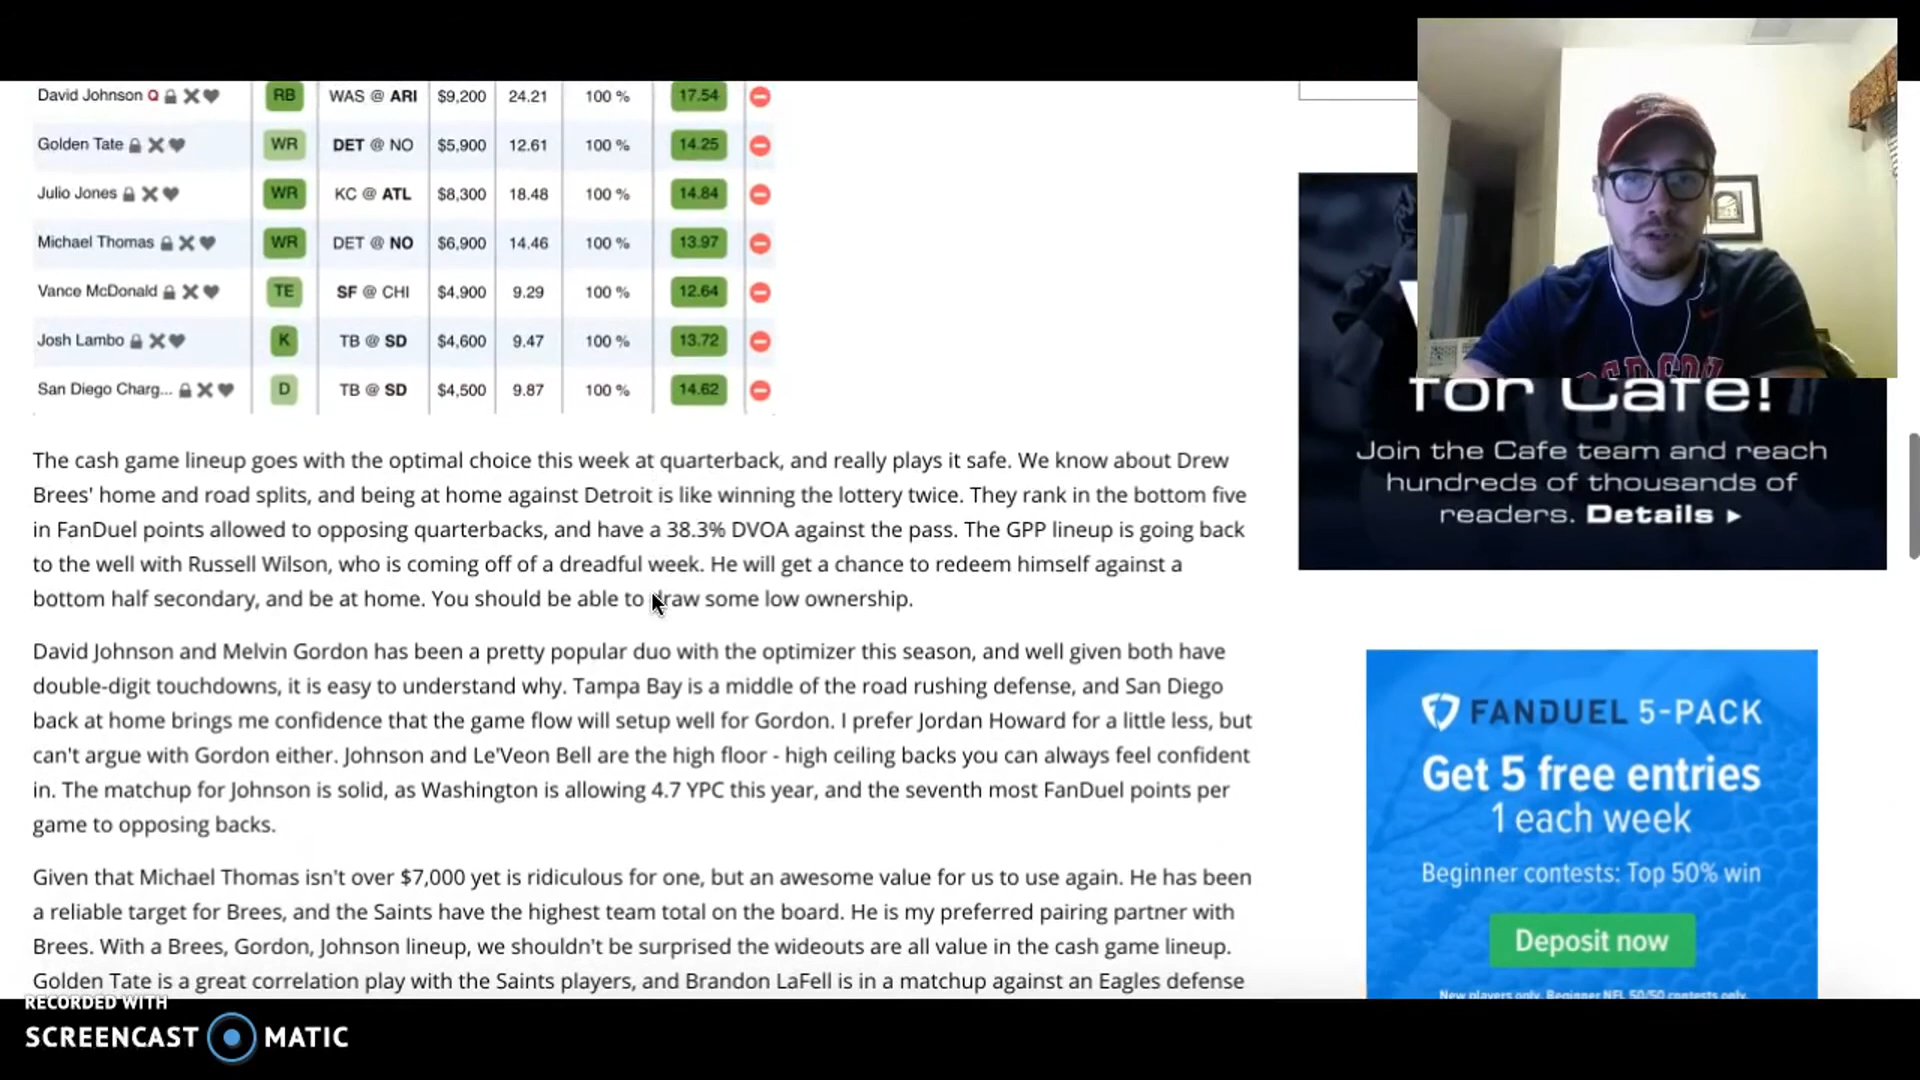 David Johnson Q RB WAS @ ARI $9,200 24.21 100 % 17.54
Golden Tate WR DET @ NO $5,900 12.61 100 % 14.25
Julio Jones WR KC @ ATL $8,300 18.48 100 % 14.84
Michael Thomas WR DET @ NO $6,900 14.46 100 % 13.97
Vance McDonald TE SF @ CHI $4,900 9.29 100 % 12.64
Josh Lambo K TB @ SD $4,600 9.47 100 % 13.72
San Diego Charg... D TB @ SD $4,500 9.87 100 % 14.62
The cash game lineup goes with the optimal choice this week at quarterback, and really plays it safe. We know about Drew
Brees' home and road splits, and being at home against Detroit is like winning the lottery twice. They rank in the bottom five
in FanDuel points allowed to opposing quarterbacks, and have a 38.3% DVOA against the pass. The GPP lineup is going back
to the well with Russell Wilson, who is coming off of a dreadful week. He will get a chance to redeem himself against a
bottom half secondary, and be at home. You should be able to draw some low ownership.
David Johnson and Melvin Gordon has been a pretty popular duo with the optimizer this season, and well given both have
double-digit touchdowns, it is easy to understand why. Tampa Bay is a middle of the road rushing defense, and San Diego
back at home brings me confidence that the game flow will setup well for Gordon. I prefer Jordan Howard for a little less, but
can't argue with Gordon either. Johnson and Le'Veon Bell are the high floor - high ceiling backs you can always feel confident
in. The matchup for Johnson is solid, as Washington is allowing 4.7 YPC this year, and the seventh most FanDuel points per
game to opposing backs.
Given that Michael Thomas isn't over $7,000 yet is ridiculous for one, but an awesome value for us to use again. He has been
a reliable target for Brees, and the Saints have the highest team total on the board. He is my preferred pairing partner with
Brees. With a Brees, Gordon, Johnson lineup, we shouldn't be surprised the wideouts are all value in the cash game lineup.
Golden Tate is a great correlation play with the Saints players, and Brandon LaFell is in a matchup against an Eagles defense
RED SOX
for Cafe!
Join the Cafe team and reach
hundreds of thousands of
readers. Details ►
FANDUEL 5-PACK
Get 5 free entries
1 each week
Beginner contests: Top 50% win
Deposit now
New players only. Beginner NFL 50/50 contests only.
RECORDED WITH
SCREENCAST MATIC